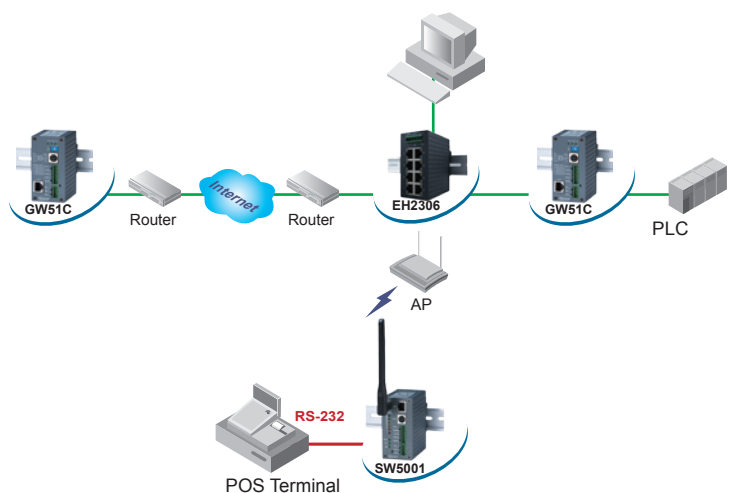 Internet
GW51C
Router
Router
EH2306
GW51C
PLC
AP
RS-232
SW5001
POS Terminal